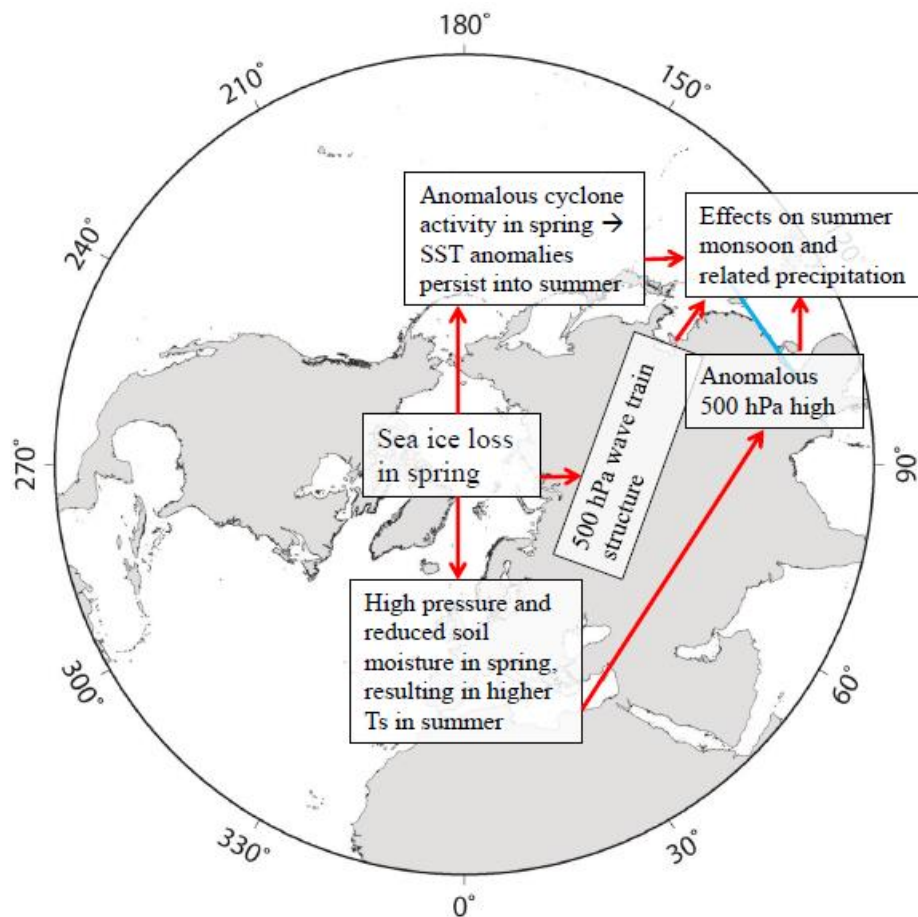 180°
210°
150°
Anomalous cyclone
activity in spring →
SST anomalies
persist into summer
Effects on summer
monsoon and
related precipitation
120°
240°
500 hPa wave train
structure
Anomalous
500 hPa high
Sea ice loss
in spring
270°
90°
High pressure and
reduced soil
moisture in spring,
resulting in higher
Ts in summer
300°
60°
330°
30°
0°